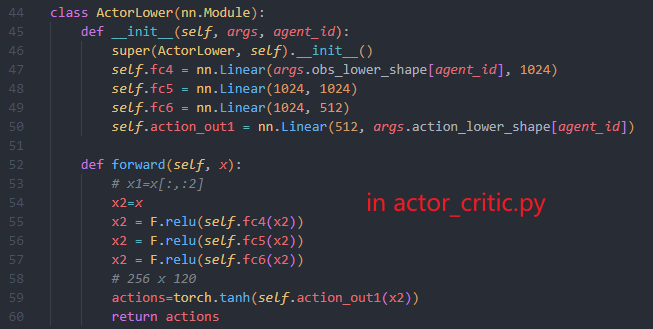 44 class ActorLower(nn.Module):
45     def __init__(self, args, agent_id):
46         super(ActorLower, self).__init__()
47         self.fc4 = nn.Linear(args.obs_lower_shape[agent_id], 1024)
48         self.fc5 = nn.Linear(1024, 1024)
49         self.fc6 = nn.Linear(1024, 512)
50         self.action_out1 = nn.Linear(512, args.action_lower_shape[agent_id])
51
52     def forward(self, x):
53         # x1=x[:,:2]
54         x2=x
in actor_critic.py
55         x2 = F.relu(self.fc4(x2))
56         x2 = F.relu(self.fc5(x2))
57         x2 = F.relu(self.fc6(x2))
58         # 256 x 120
59         actions=torch.tanh(self.action_out1(x2))
60         return actions